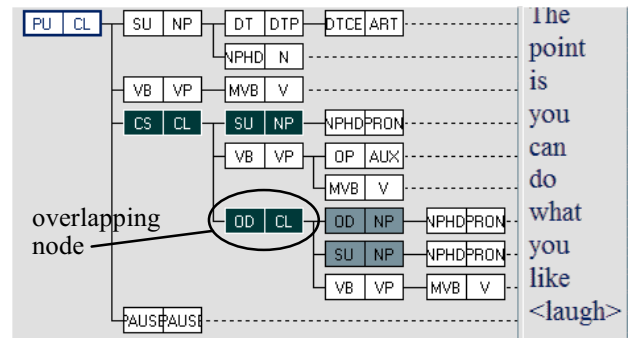 PU CL SU NP DT DTP DTCE ART The
NPHD N point
VB VP MVB V is
CS CL SU NP NPHD PRON you
VB VP OP AUX can
MVB V do
overlapping node OD CL OD NP NPHD PRON what
SU NP NPHD PRON you
VB VP MVB V like
PAUSE PAUSE <laugh>